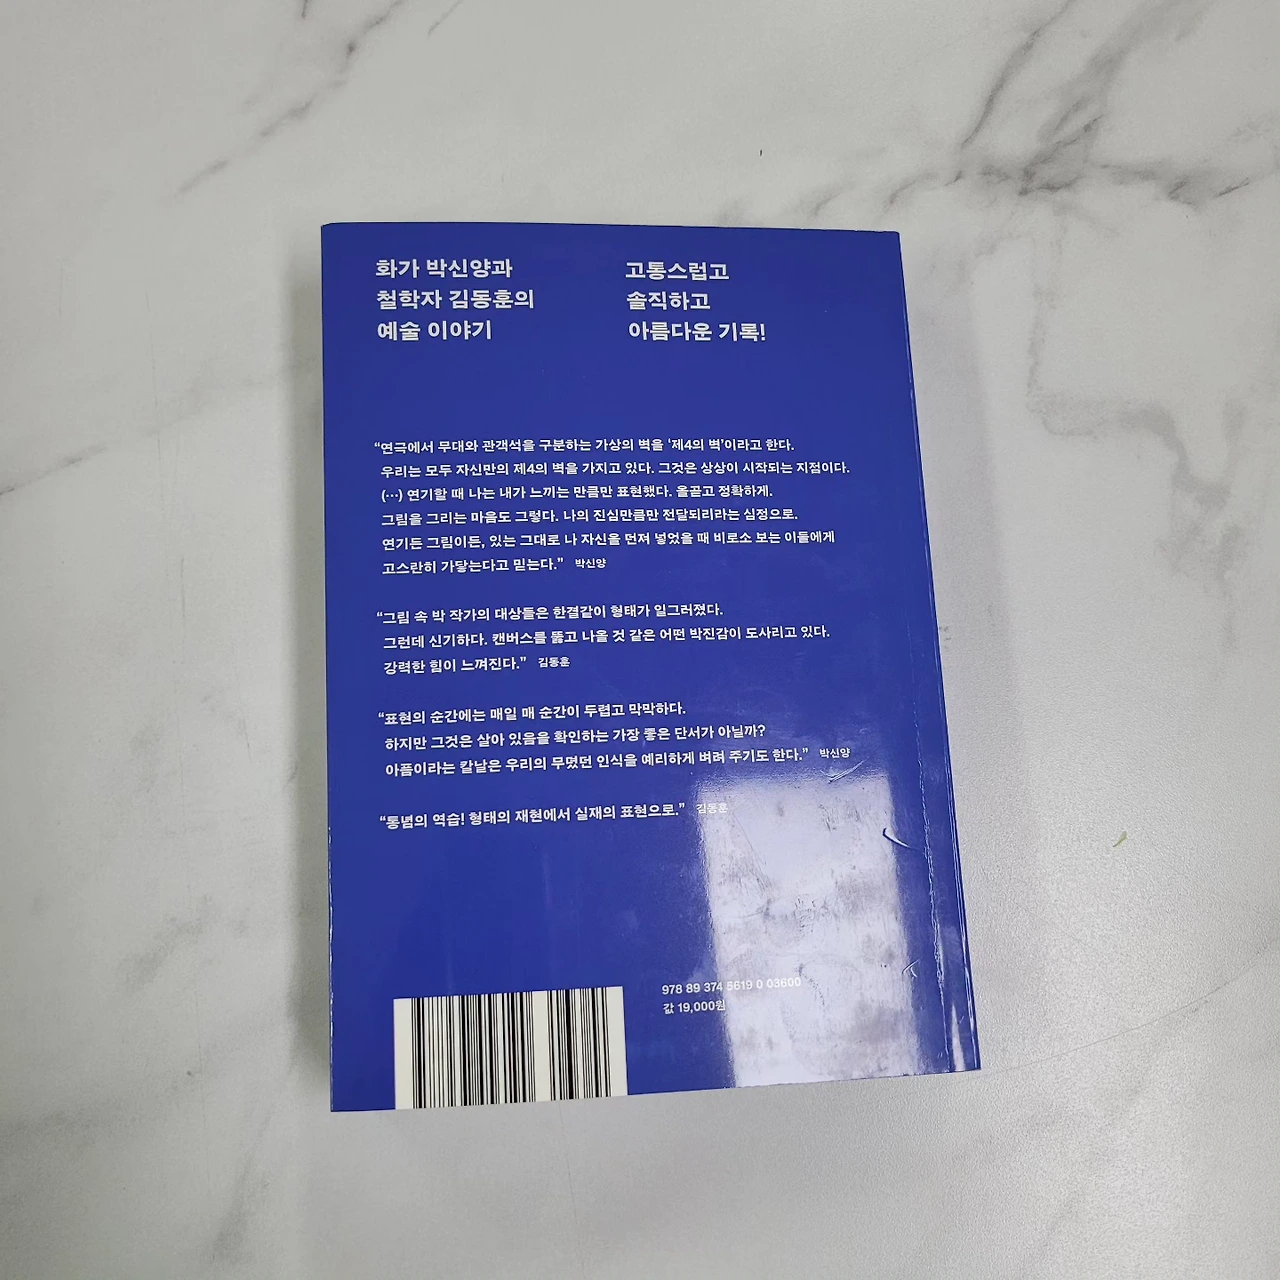 화가 박신양과
철학자 김동훈의
예술 이야기
고통스럽고
솔직하고
아름다운 기록!
“연극에서 무대와 관객석을 구분하는 가상의 벽을 ‘제4의 벽’이라고 한다.
우리는 모두 자신만의 제4의 벽을 가지고 있다. 그것은 상상이 시작되는 지점이다.
(…) 연기할 때 나는 내가 느끼는 만큼만 표현했다. 올곧고 정확하게.
그림을 그리는 마음도 그렇다. 나의 진심만큼만 전달되리라는 심정으로.
연기든 그림이든, 있는 그대로 나 자신을 던져 넣었을 때 비로소 보는 이들에게
고스란히 가닿는다고 믿는다.” 박신양
“그림 속 박 작가의 대상들은 한결같이 형태가 일그러졌다.
그런데 신기하다. 캔버스를 뚫고 나올 것 같은 어떤 박진감이 도사리고 있다.
강력한 힘이 느껴진다.” 김동훈
“표현의 순간에는 매일 매 순간이 두렵고 막막하다.
하지만 그것은 살아 있음을 확인하는 가장 좋은 단서가 아닐까?
아픔이라는 칼날은 우리의 무뎠던 인식을 예리하게 벼려 주기도 한다.” 박신양
“통념의 역습! 형태의 재현에서 실재의 표현으로.” 김동훈
978 89 374 5619 0 03600
값 19,000원